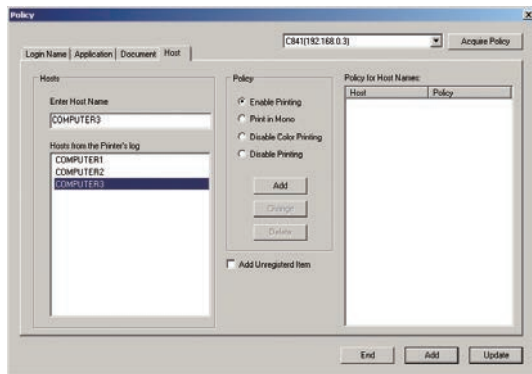 Policy
C841(192.168.0.3)
Acquire Policy
Login Name
Application
Document
Host
Hosts
Enter Host Name
COMPUTER3
Hosts from the Printer's log
COMPUTER1
COMPUTER2
COMPUTER3
Policy
Enable Printing
Print in Mono
Disable Color Printing
Disable Printing
Add
Change
Delete
Add Unregisterd Item
Policy for Host Names:
Host
Policy
End
Add
Update